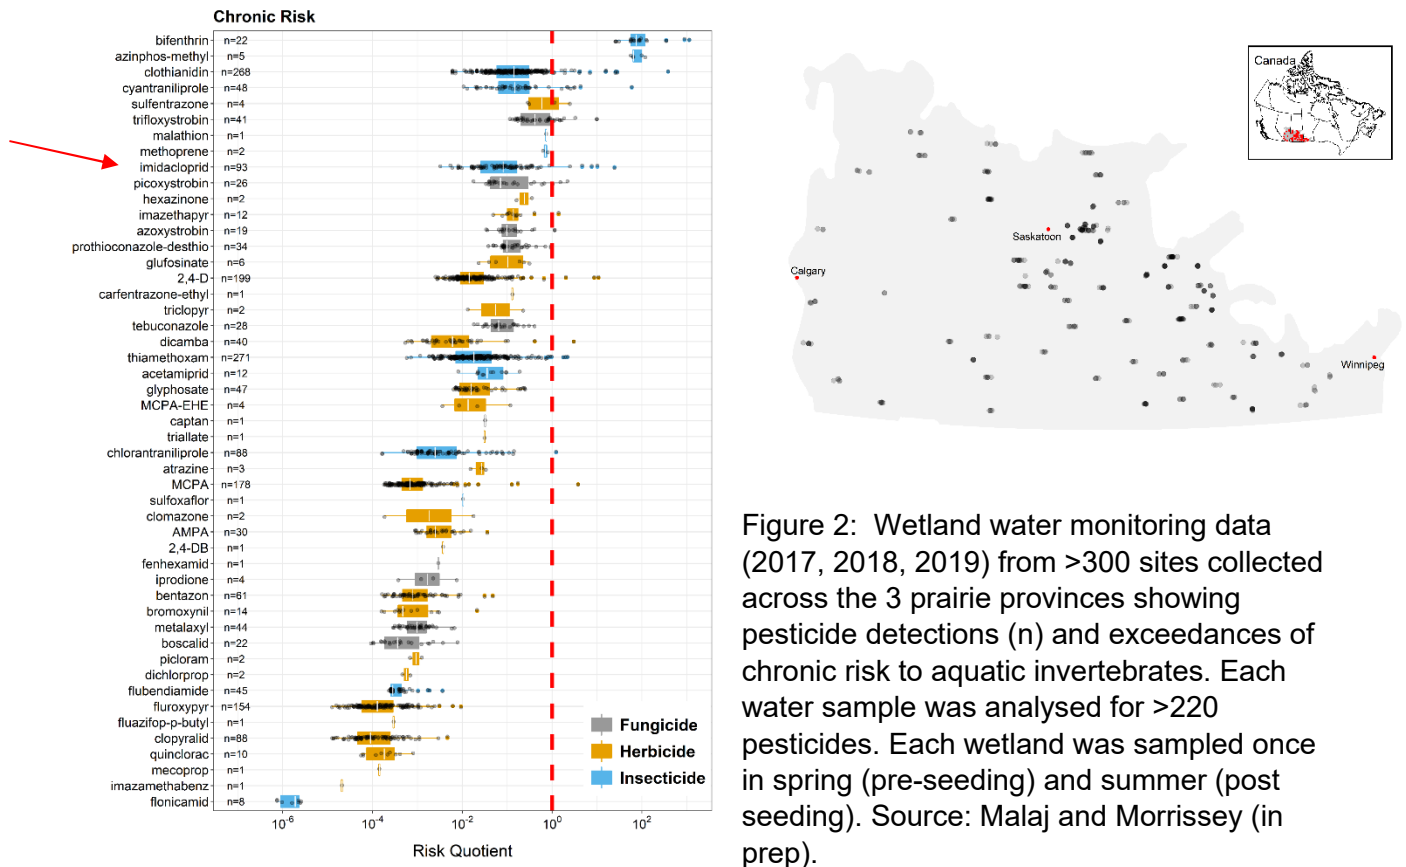 Chronic Risk
bifenthrin n=22
azinphos-methyl n=5
clothianidin n=268
cyantraniliprole n=48
sulfentrazone n=4
trifloxystrobin n=41
malathion n=1
methoprene n=2
imidacloprid n=93
picoxystrobin n=26
hexazinone n=2
imazethapyr n=12
azoxystrobin n=19
prothioconazole-desthio n=34
glufosinate n=6
2,4-D n=199
carfentrazone-ethyl n=1
triclopyr n=2
tebuconazole n=28
dicamba n=40
thiamethoxam n=271
acetamiprid n=12
glyphosate n=47
MCPA-EHE n=4
captan n=1
triallate n=1
chlorantraniliprole n=88
atrazine n=3
MCPA n=178
sulfoxaflor n=1
clomazone n=2
AMPA n=30
2,4-DB n=1
fenhexamid n=1
iprodione n=4
bentazon n=61
bromoxynil n=14
metalaxyl n=44
boscalid n=22
picloram n=2
dichlorprop n=2
flubendiamide n=45
fluroxypyr n=154
fluazifop-p-butyl n=1
clopyralid n=88
quinclorac n=10
mecoprop n=1
imazamethabenz n=1
flonicamid n=8
Fungicide
Herbicide
Insecticide
10⁻⁶ 10⁻⁴ 10⁻² 10⁰ 10²
Risk Quotient
Canada
Saskatoon
Calgary
Winnipeg
Figure 2: Wetland water monitoring data
(2017, 2018, 2019) from >300 sites collected
across the 3 prairie provinces showing
pesticide detections (n) and exceedances of
chronic risk to aquatic invertebrates. Each
water sample was analysed for >220
pesticides. Each wetland was sampled once
in spring (pre-seeding) and summer (post
seeding). Source: Malaj and Morrissey (in
prep).